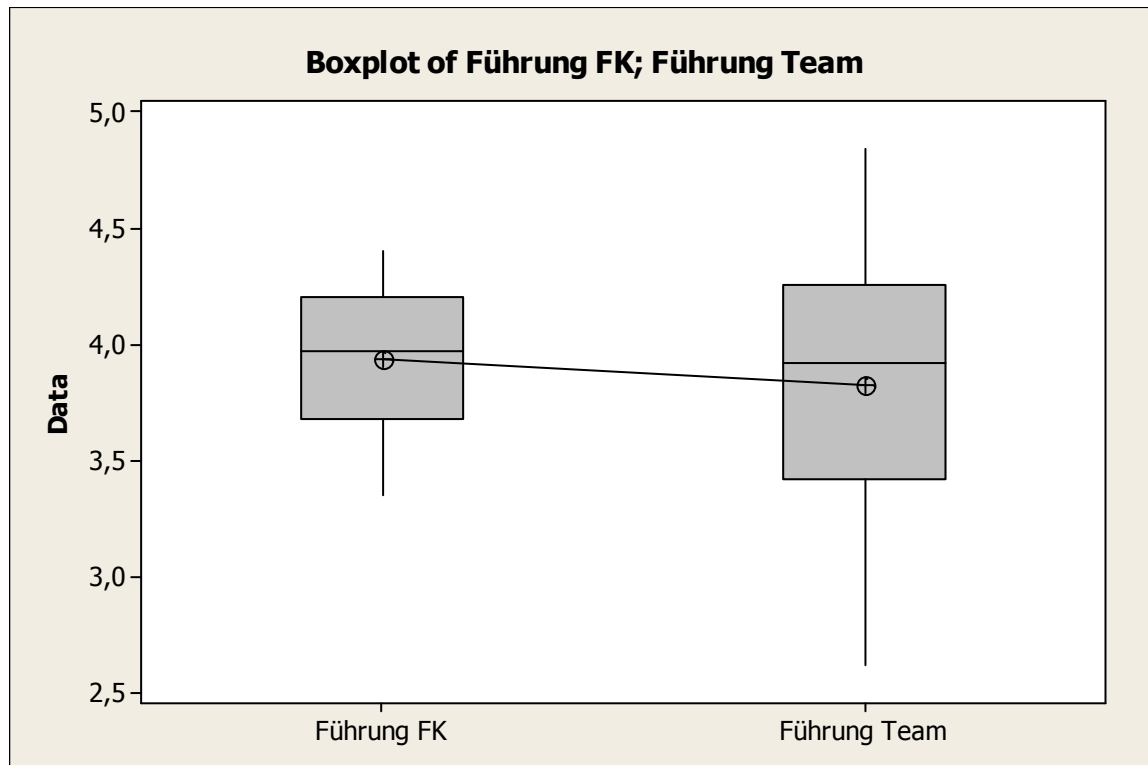 Boxplot of Führung FK; Führung Team
Data
5,0
4,5
4,0
3,5
3,0
2,5
Führung FK
Führung Team